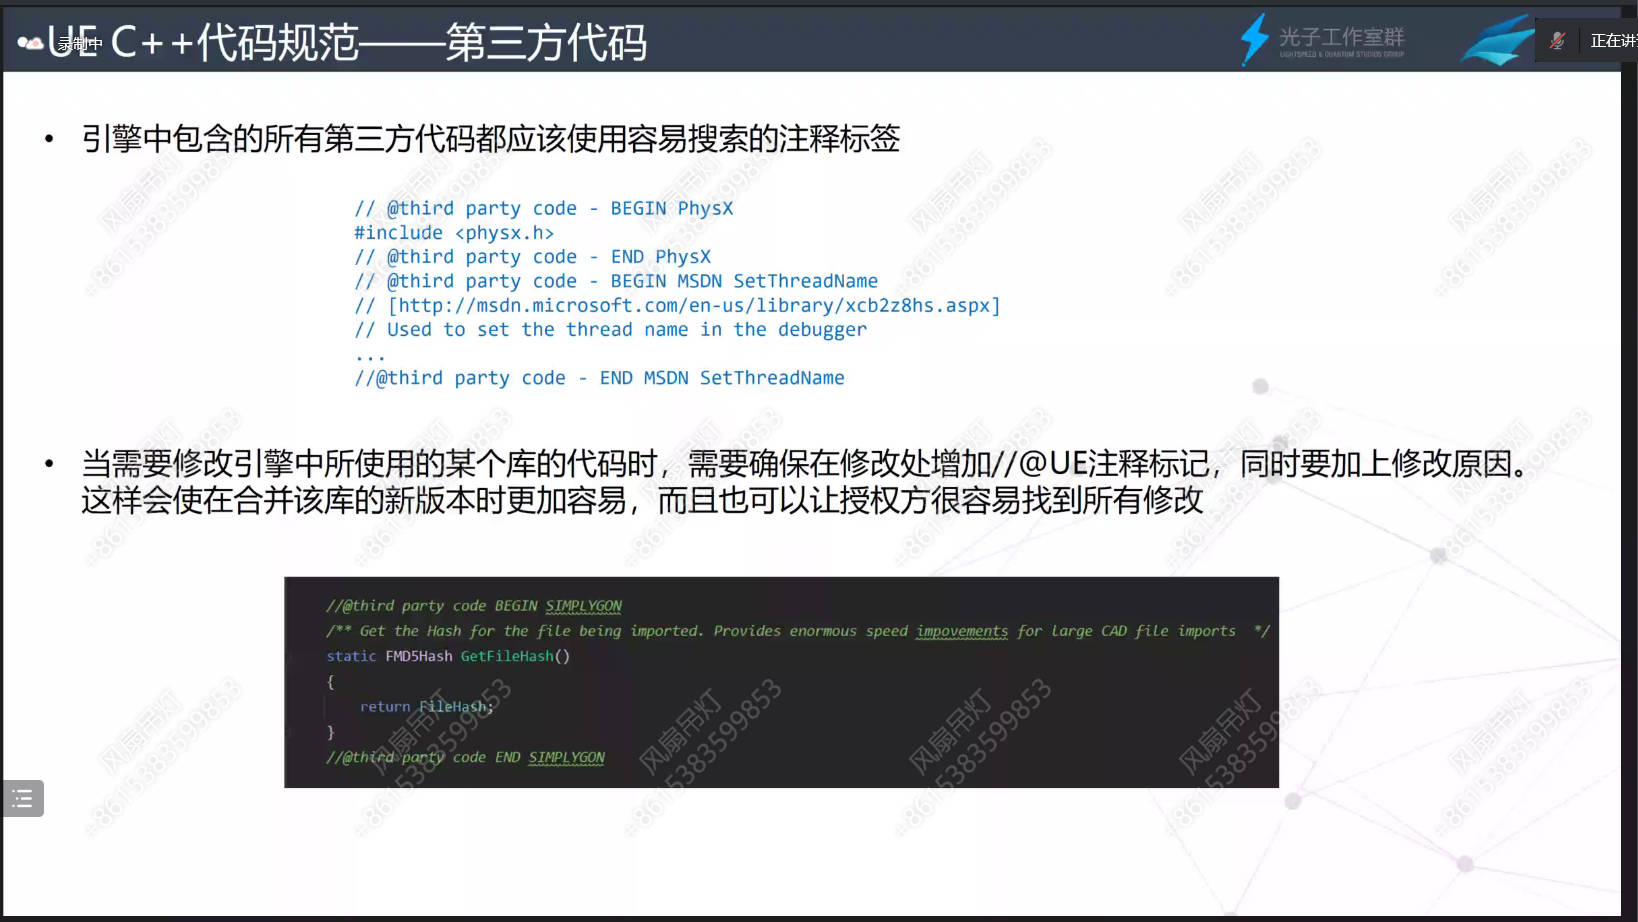 UE C++代码规范——第三方代码
录制中
光子工作室群
LIGHTSPEED & QUANTUM STUDIOS GROUP
正在讲
• 引擎中包含的所有第三方代码都应该使用容易搜索的注释标签
// @third party code - BEGIN PhysX
#include <physx.h>
// @third party code - END PhysX
// @third party code - BEGIN MSDN SetThreadName
// [http://msdn.microsoft.com/en-us/library/xcb2z8hs.aspx]
// Used to set the thread name in the debugger
...
//@third party code - END MSDN SetThreadName
• 当需要修改引擎中所使用的某个库的代码时，需要确保在修改处增加//@UE注释标记，同时要加上修改原因。
这样会使在合并该库的新版本时更加容易，而且也可以让授权方很容易找到所有修改
//@third party code BEGIN SIMPLYGON
/** Get the Hash for the file being imported. Provides enormous speed impovements for large CAD file imports  */
static FMD5Hash GetFileHash()
{
return FileHash;
}
//@third party code END SIMPLYGON
风扇吊灯
+8615383599853